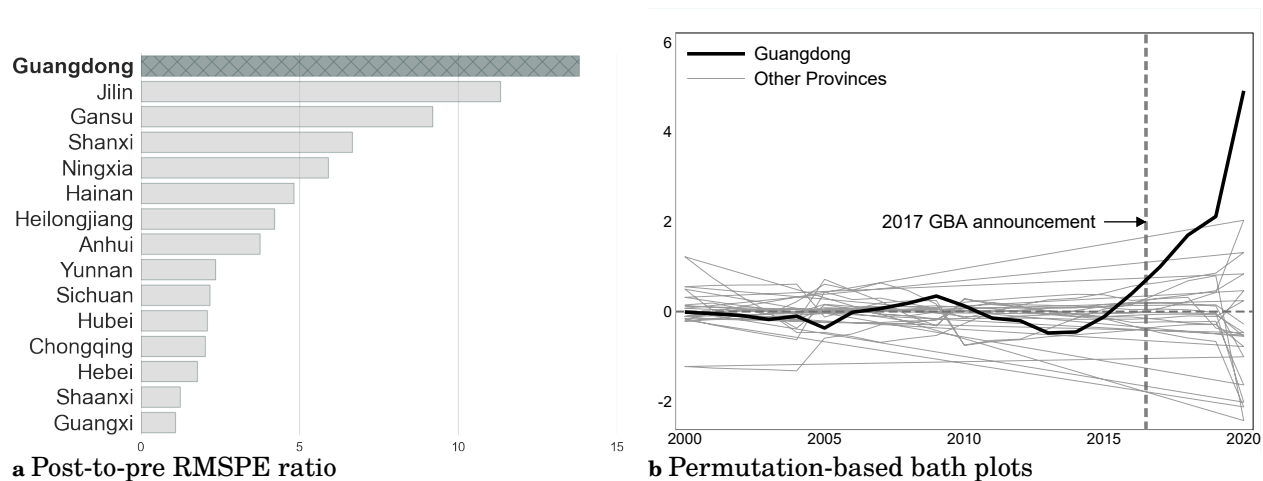 Guangdong
Jilin
Gansu
Shanxi
Ningxia
Hainan
Heilongjiang
Anhui
Yunnan
Sichuan
Hubei
Chongqing
Hebei
Shaanxi
Guangxi
0 5 10 15
a Post-to-pre RMSPE ratio
6
4
2
0
-2
Guangdong
Other Provinces
2017 GBA announcement
2000 2005 2010 2015 2020
b Permutation-based bath plots